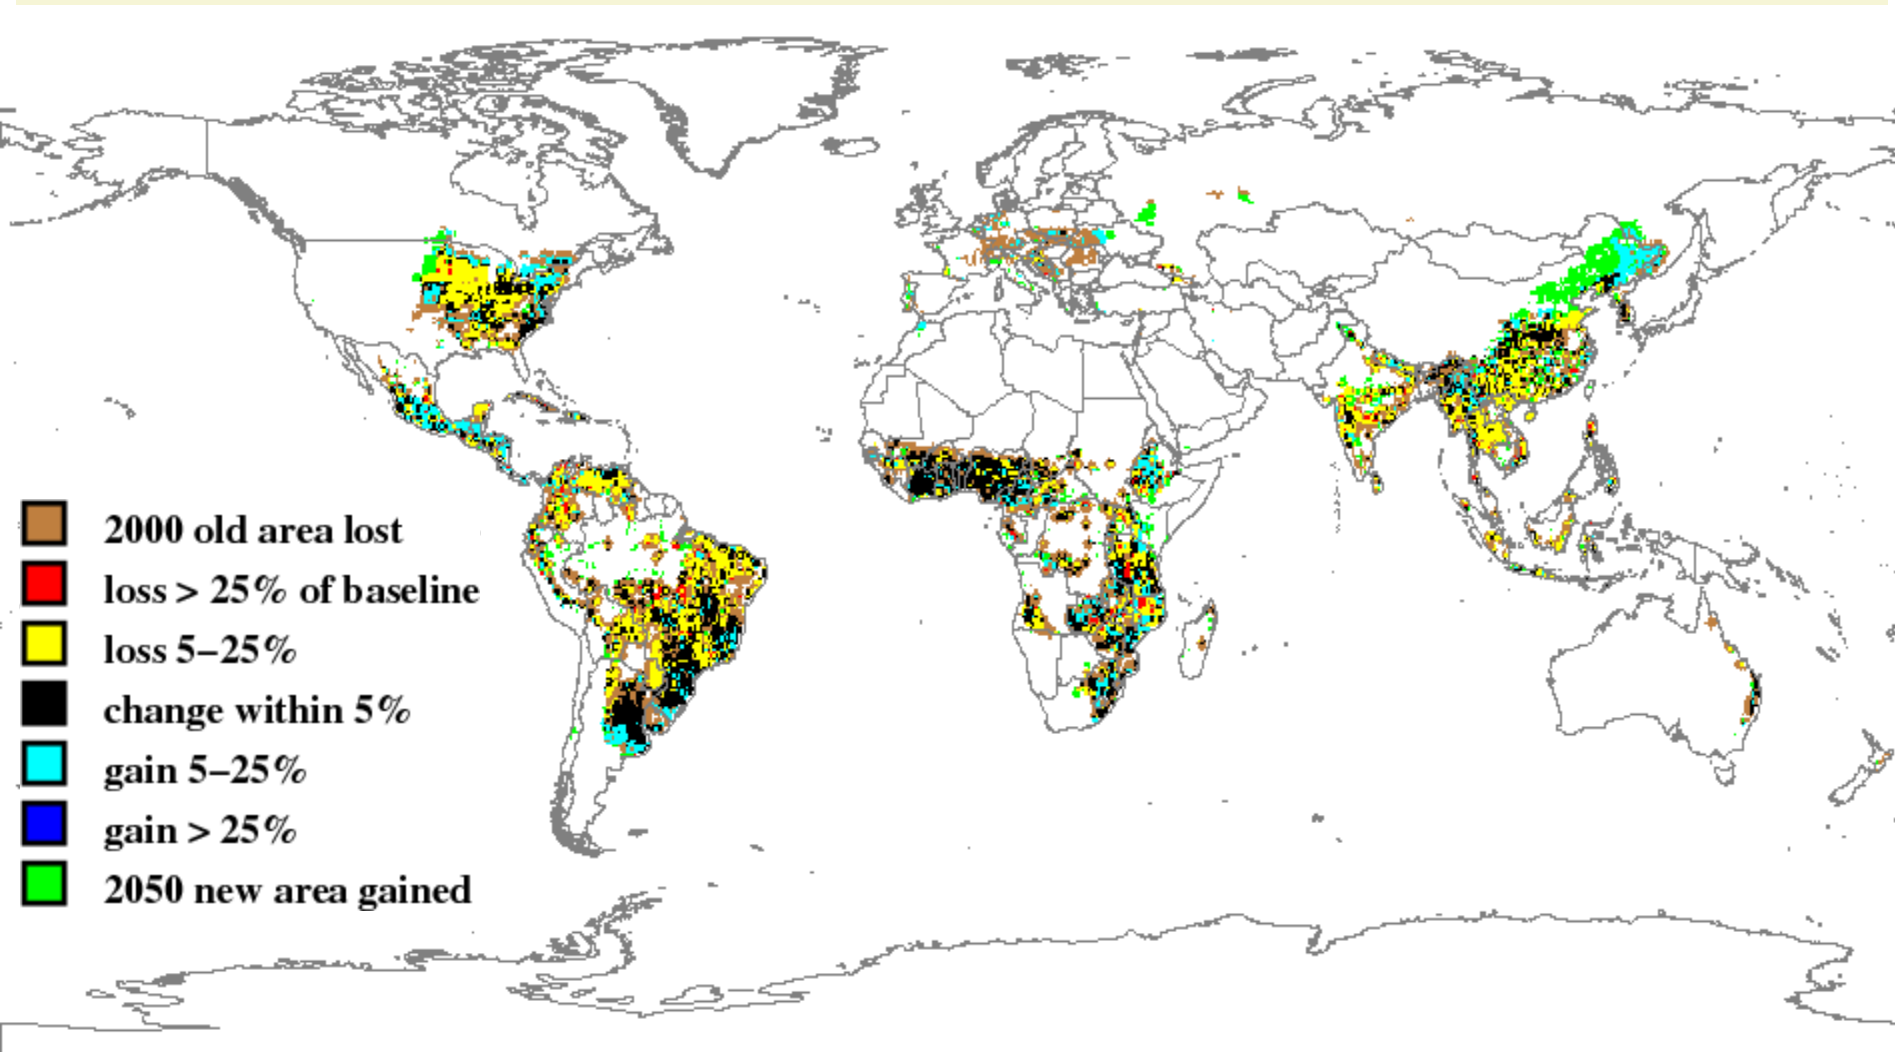 2000 old area lost
loss > 25% of baseline
loss 5–25%
change within 5%
gain 5–25%
gain > 25%
2050 new area gained